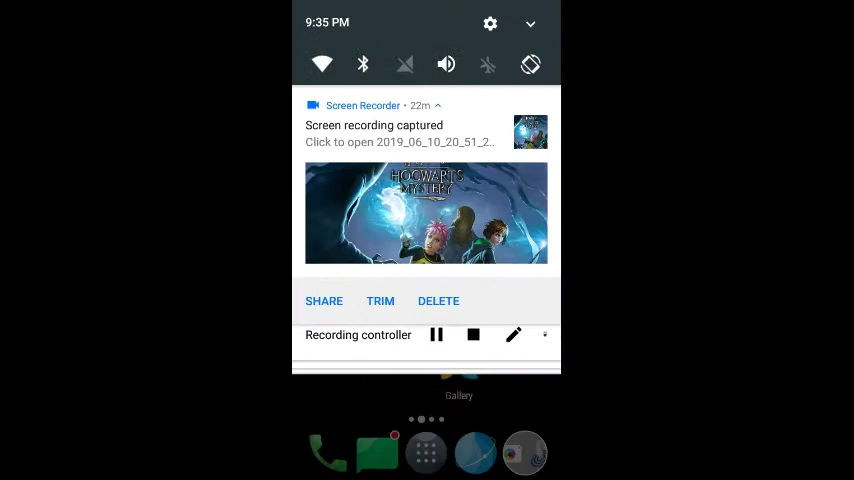 9:35 PM
Screen Recorder • 22m
Screen recording captured
Click to open 2019_06_10_20_51_2..
HOGWARTS
MYSTERY
SHARE TRIM DELETE
Recording controller
Gallery